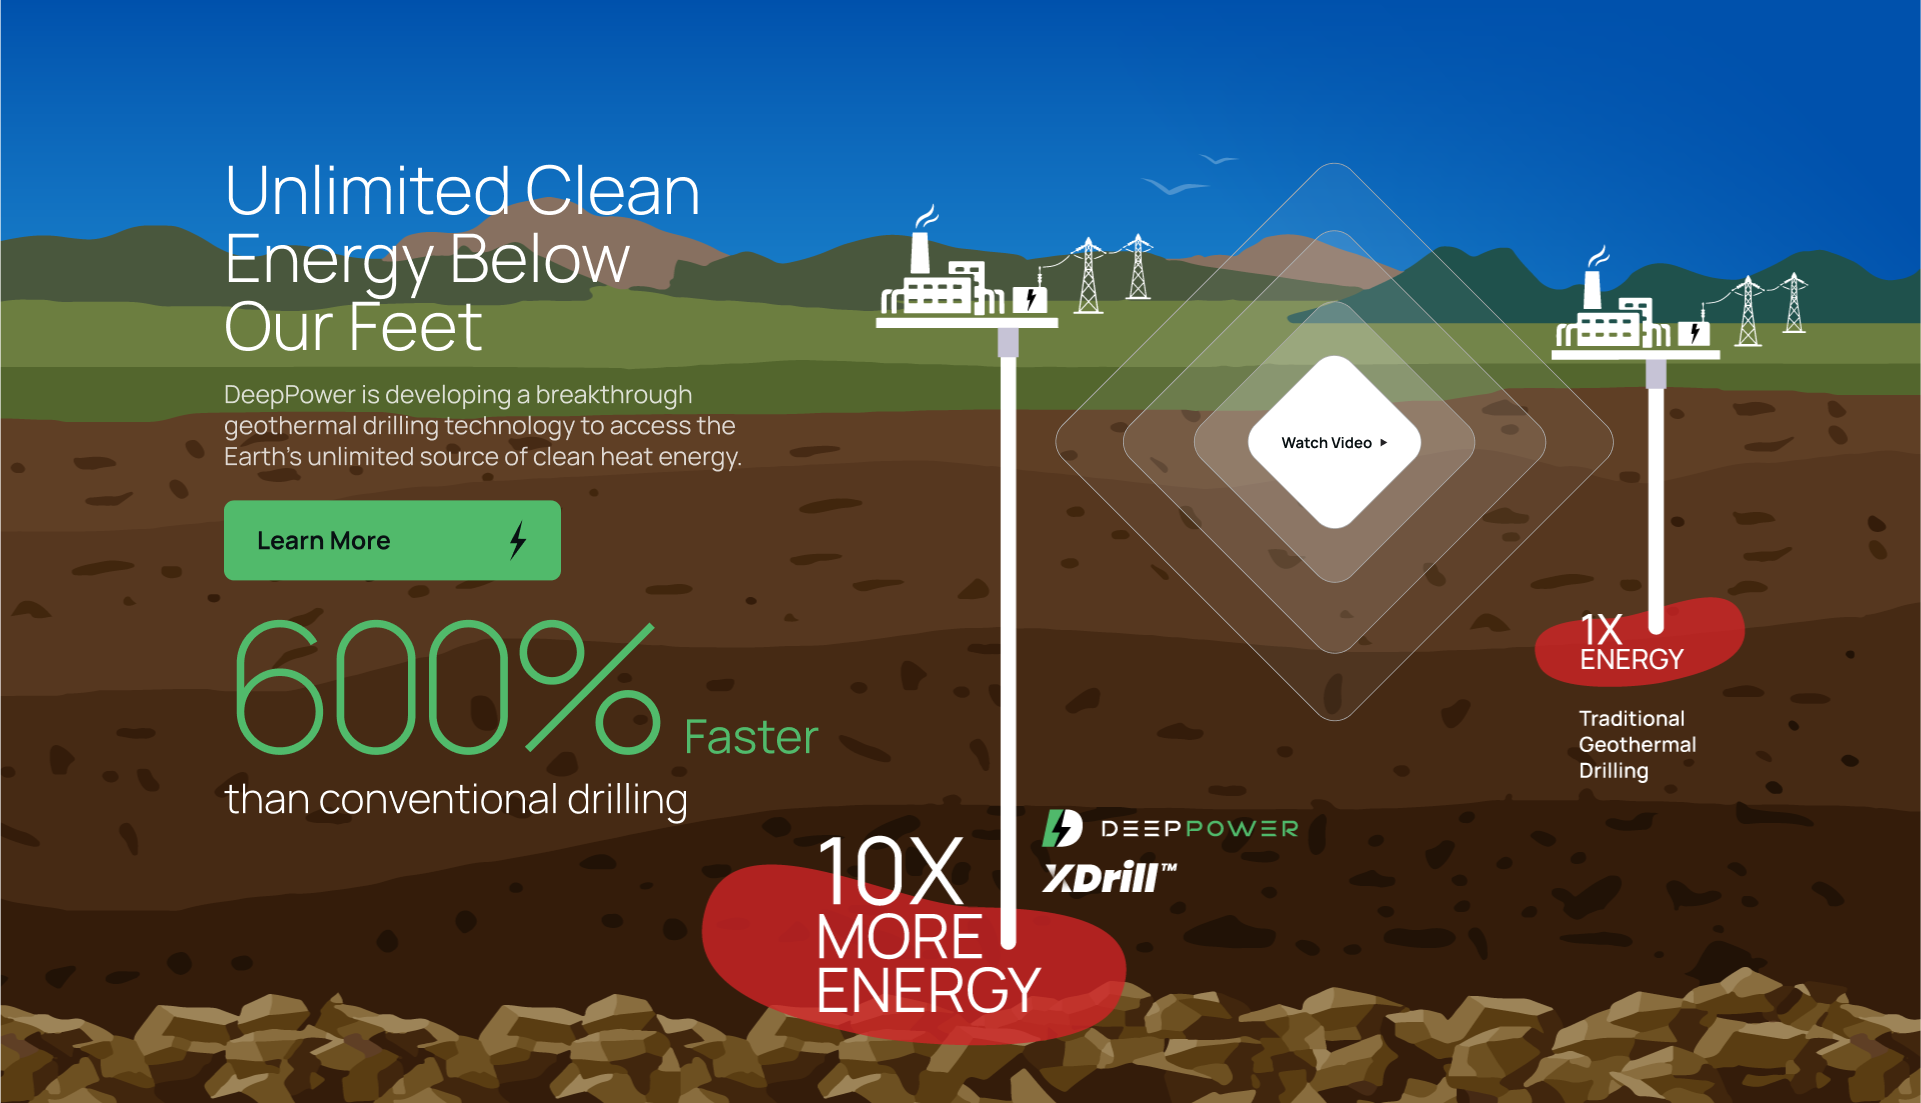 Unlimited Clean
Energy Below
Our Feet
DeepPower is developing a breakthrough
geothermal drilling technology to access the
Earth's unlimited source of clean heat energy.
Learn More
600% Faster
than conventional drilling
Watch Video
10X
MORE
ENERGY
DEEPPOWER
XDrill™
1X
ENERGY
Traditional
Geothermal
Drilling